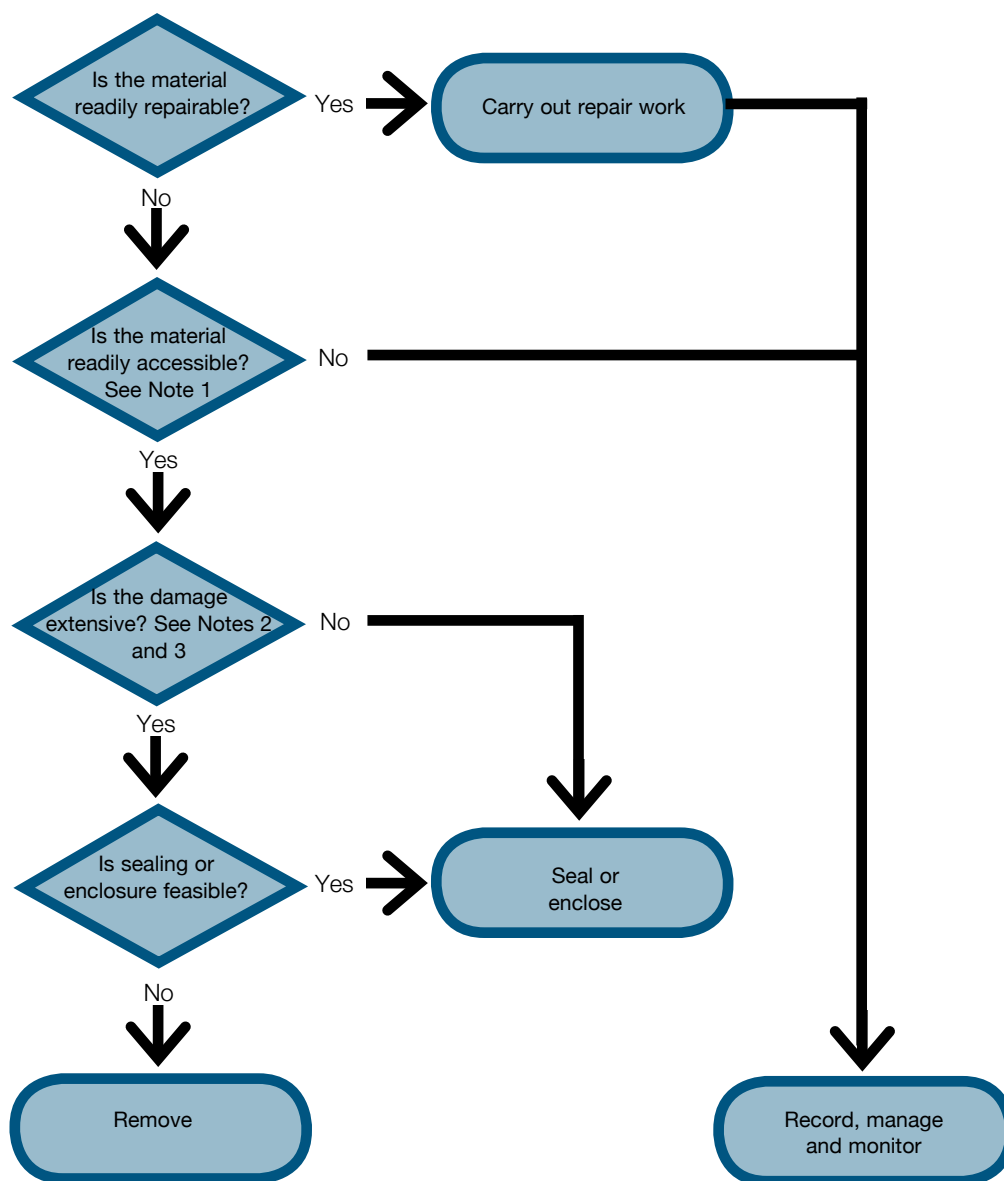 Is the material
readily repairable?
Yes
Carry out repair work
No
Is the material
readily accessible?
See Note 1
No
Yes
Is the damage
extensive? See Notes 2
and 3
No
Yes
Is sealing or
enclosure feasible?
Yes
Seal or
enclose
No
Remove
Record, manage
and monitor